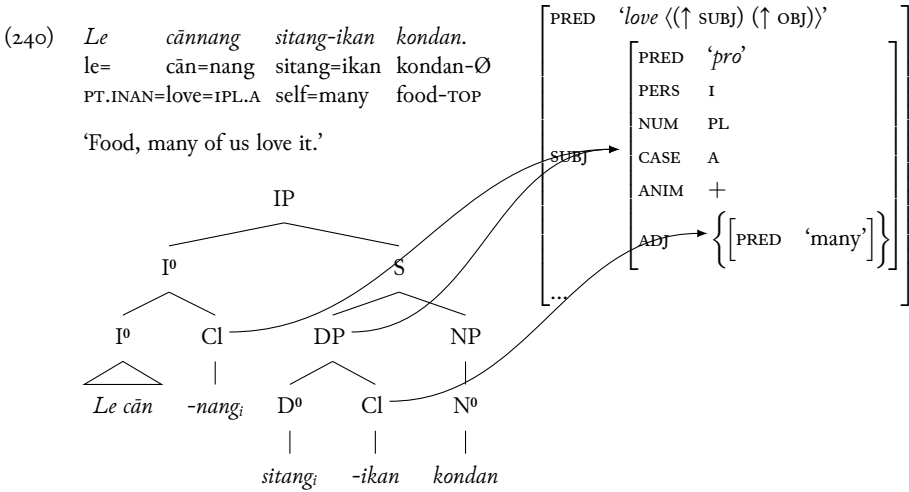 (240) Le cānnang sitang-ikan kondan.
le= cān=nang sitang=ikan kondan-Ø
PT.INAN=love=1PL.A self=many food-TOP
‘Food, many of us love it.’
IP
I⁰ S
I⁰ Cl DP NP
Le cān -nangᵢ D⁰ Cl N⁰
sitangᵢ -ikan kondan
PRED ‘love ⟨(↑ SUBJ) (↑ OBJ)⟩’
PRED ‘pro’
PERS 1
NUM PL
SUBJ CASE A
ANIM +
ADJ {[PRED ‘many’]}
...